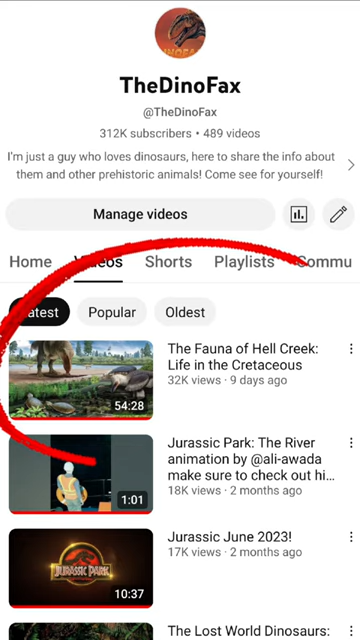 TheDinoFax
@TheDinoFax
312K subscribers • 489 videos
I'm just a guy who loves dinosaurs, here to share the info about
them and other prehistoric animals! Come see for yourself!
Manage videos
Home Videos Shorts Playlists Commu
Latest Popular Oldest
The Fauna of Hell Creek:
Life in the Cretaceous
32K views · 9 days ago
54:28
Jurassic Park: The River
animation by @ali-awada
make sure to check out hi...
18K views · 2 months ago
1:01
Jurassic June 2023!
17K views · 2 months ago
JURASSIC PARK
10:37
The Lost World Dinosaurs: